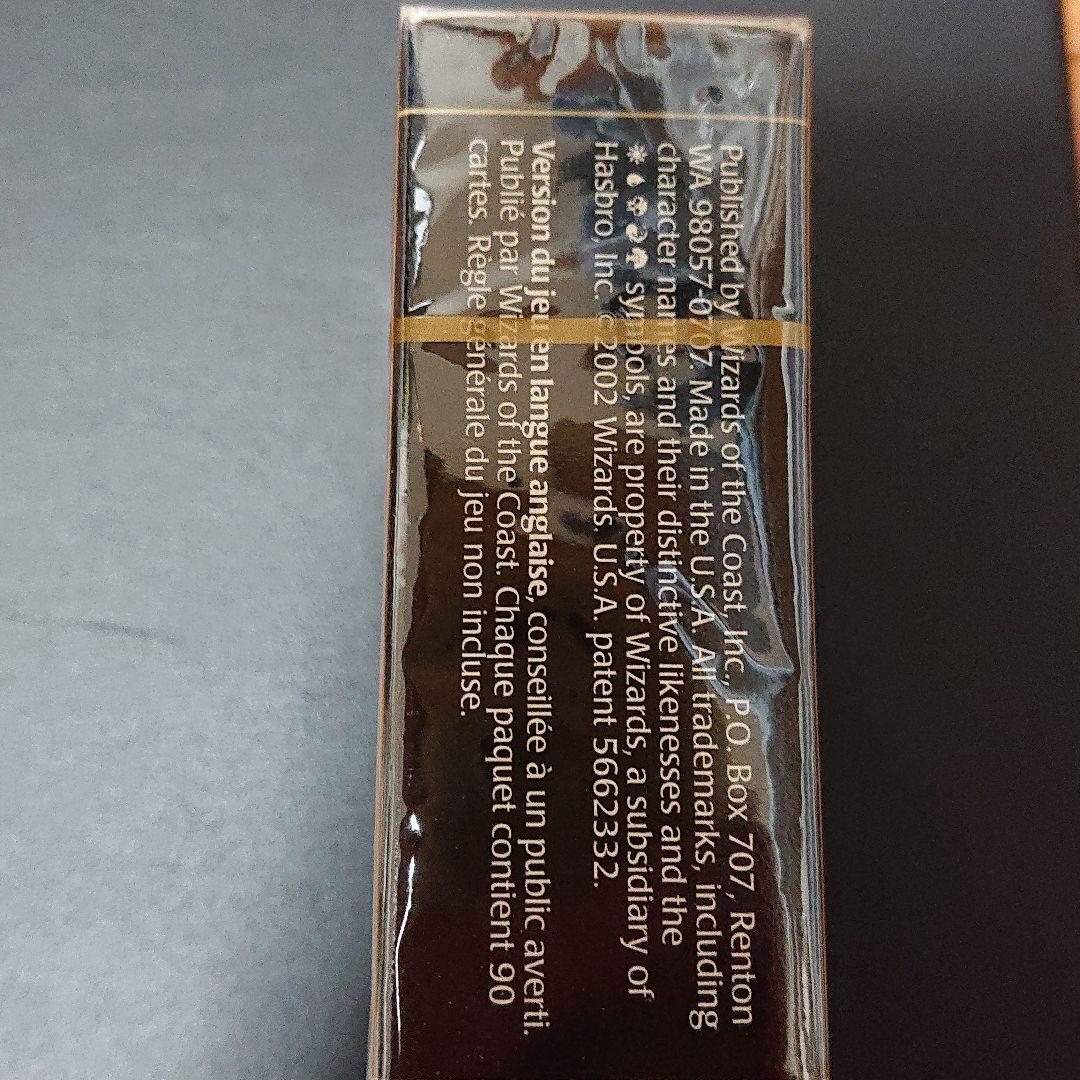 Published by Wizards of the Coast, Inc., P.O. Box 707, Renton
WA 98057-0707. Made in the U.S.A. All trademarks, including
character names and their distinctive likenesses and the
symbols, are property of Wizards, a subsidiary of
Hasbro, Inc. ©2002 Wizards. U.S.A. patent 5662332.
Version du jeu en langue anglaise, conseillée à un public averti.
Publié par Wizards of the Coast. Chaque paquet contient 90
cartes. Règle générale du jeu non incluse.